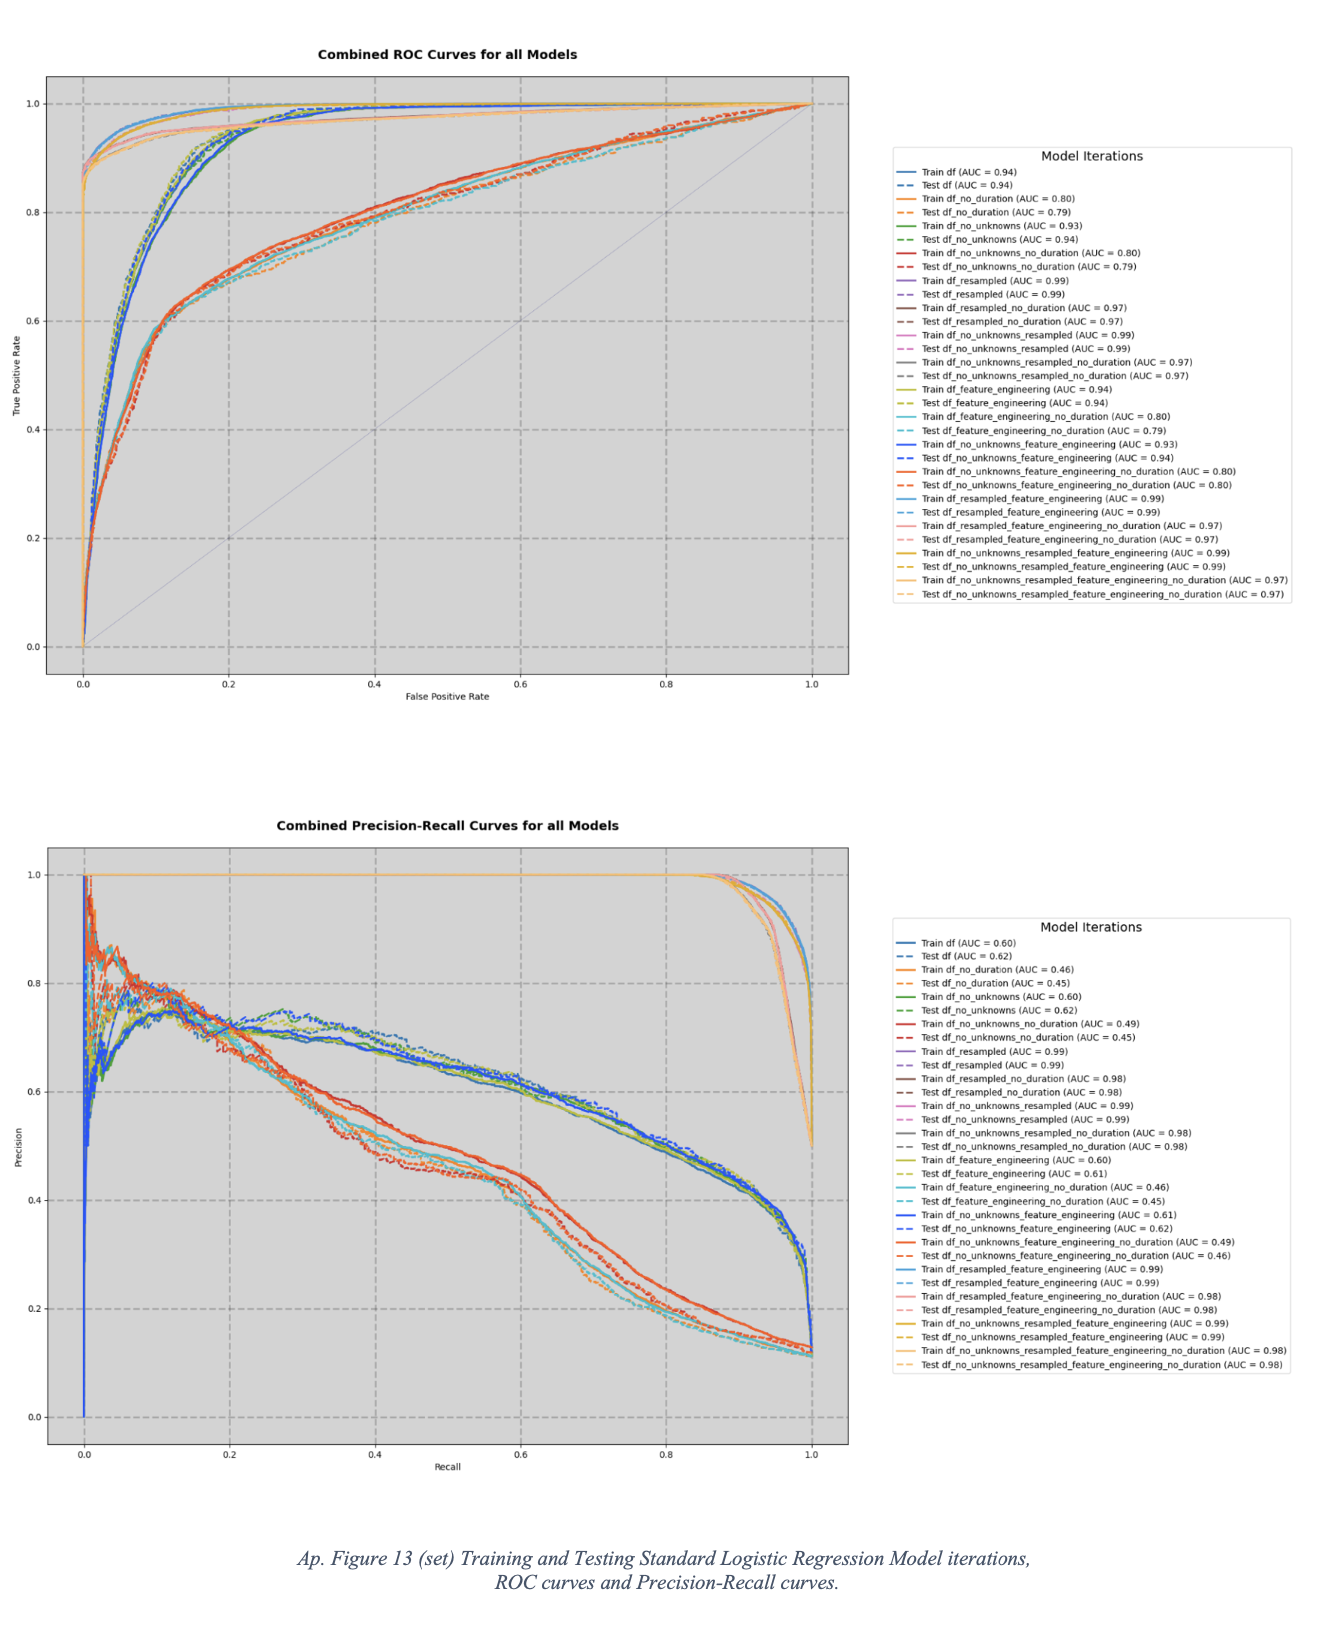 Combined ROC Curves for all Models
1.0
0.8
0.6
0.4
0.2
0.0
True Positive Rate
0.0 0.2 0.4 0.6 0.8 1.0
False Positive Rate
Model Iterations
Train df (AUC = 0.94)
Test df (AUC = 0.94)
Train df_no_duration (AUC = 0.80)
Test df_no_duration (AUC = 0.79)
Train df_no_unknowns (AUC = 0.93)
Test df_no_unknowns (AUC = 0.94)
Train df_no_unknowns_no_duration (AUC = 0.80)
Test df_no_unknowns_no_duration (AUC = 0.79)
Train df_resampled (AUC = 0.99)
Test df_resampled (AUC = 0.99)
Train df_resampled_no_duration (AUC = 0.97)
Test df_resampled_no_duration (AUC = 0.97)
Train df_no_unknowns_resampled (AUC = 0.99)
Test df_no_unknowns_resampled (AUC = 0.99)
Train df_no_unknowns_resampled_no_duration (AUC = 0.97)
Test df_no_unknowns_resampled_no_duration (AUC = 0.97)
Train df_feature_engineering (AUC = 0.94)
Test df_feature_engineering (AUC = 0.94)
Train df_feature_engineering_no_duration (AUC = 0.80)
Test df_feature_engineering_no_duration (AUC = 0.79)
Train df_no_unknowns_feature_engineering (AUC = 0.93)
Test df_no_unknowns_feature_engineering (AUC = 0.94)
Train df_no_unknowns_feature_engineering_no_duration (AUC = 0.80)
Test df_no_unknowns_feature_engineering_no_duration (AUC = 0.80)
Train df_resampled_feature_engineering (AUC = 0.99)
Test df_resampled_feature_engineering (AUC = 0.99)
Train df_resampled_feature_engineering_no_duration (AUC = 0.97)
Test df_resampled_feature_engineering_no_duration (AUC = 0.97)
Train df_no_unknowns_resampled_feature_engineering (AUC = 0.99)
Test df_no_unknowns_resampled_feature_engineering (AUC = 0.99)
Train df_no_unknowns_resampled_feature_engineering_no_duration (AUC = 0.97)
Test df_no_unknowns_resampled_feature_engineering_no_duration (AUC = 0.97)
Combined Precision-Recall Curves for all Models
1.0
0.8
0.6
0.4
0.2
0.0
Precision
0.0 0.2 0.4 0.6 0.8 1.0
Recall
Model Iterations
Train df (AUC = 0.60)
Test df (AUC = 0.62)
Train df_no_duration (AUC = 0.46)
Test df_no_duration (AUC = 0.45)
Train df_no_unknowns (AUC = 0.60)
Test df_no_unknowns (AUC = 0.62)
Train df_no_unknowns_no_duration (AUC = 0.49)
Test df_no_unknowns_no_duration (AUC = 0.45)
Train df_resampled (AUC = 0.99)
Test df_resampled (AUC = 0.99)
Train df_resampled_no_duration (AUC = 0.98)
Test df_resampled_no_duration (AUC = 0.98)
Train df_no_unknowns_resampled (AUC = 0.99)
Test df_no_unknowns_resampled (AUC = 0.99)
Train df_no_unknowns_resampled_no_duration (AUC = 0.98)
Test df_no_unknowns_resampled_no_duration (AUC = 0.98)
Train df_feature_engineering (AUC = 0.60)
Test df_feature_engineering (AUC = 0.61)
Train df_feature_engineering_no_duration (AUC = 0.46)
Test df_feature_engineering_no_duration (AUC = 0.45)
Train df_no_unknowns_feature_engineering (AUC = 0.61)
Test df_no_unknowns_feature_engineering (AUC = 0.62)
Train df_no_unknowns_feature_engineering_no_duration (AUC = 0.49)
Test df_no_unknowns_feature_engineering_no_duration (AUC = 0.46)
Train df_resampled_feature_engineering (AUC = 0.99)
Test df_resampled_feature_engineering (AUC = 0.99)
Train df_resampled_feature_engineering_no_duration (AUC = 0.98)
Test df_resampled_feature_engineering_no_duration (AUC = 0.98)
Train df_no_unknowns_resampled_feature_engineering (AUC = 0.99)
Test df_no_unknowns_resampled_feature_engineering (AUC = 0.99)
Train df_no_unknowns_resampled_feature_engineering_no_duration (AUC = 0.98)
Test df_no_unknowns_resampled_feature_engineering_no_duration (AUC = 0.98)
Ap. Figure 13 (set) Training and Testing Standard Logistic Regression Model iterations,
ROC curves and Precision-Recall curves.